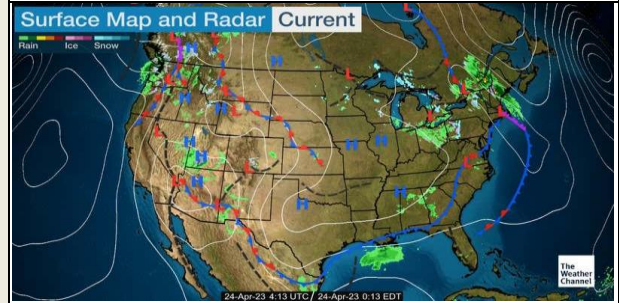 Surface Map and Radar Current
Rain Ice Snow
L
H
L
H
L
L
L
H
H
L
L
H
H
L
H
L
H
L
H
H
L
H
The
Weather
Channel
24-Apr-23 4:13 UTC / 24-Apr-23 0:13 EDT